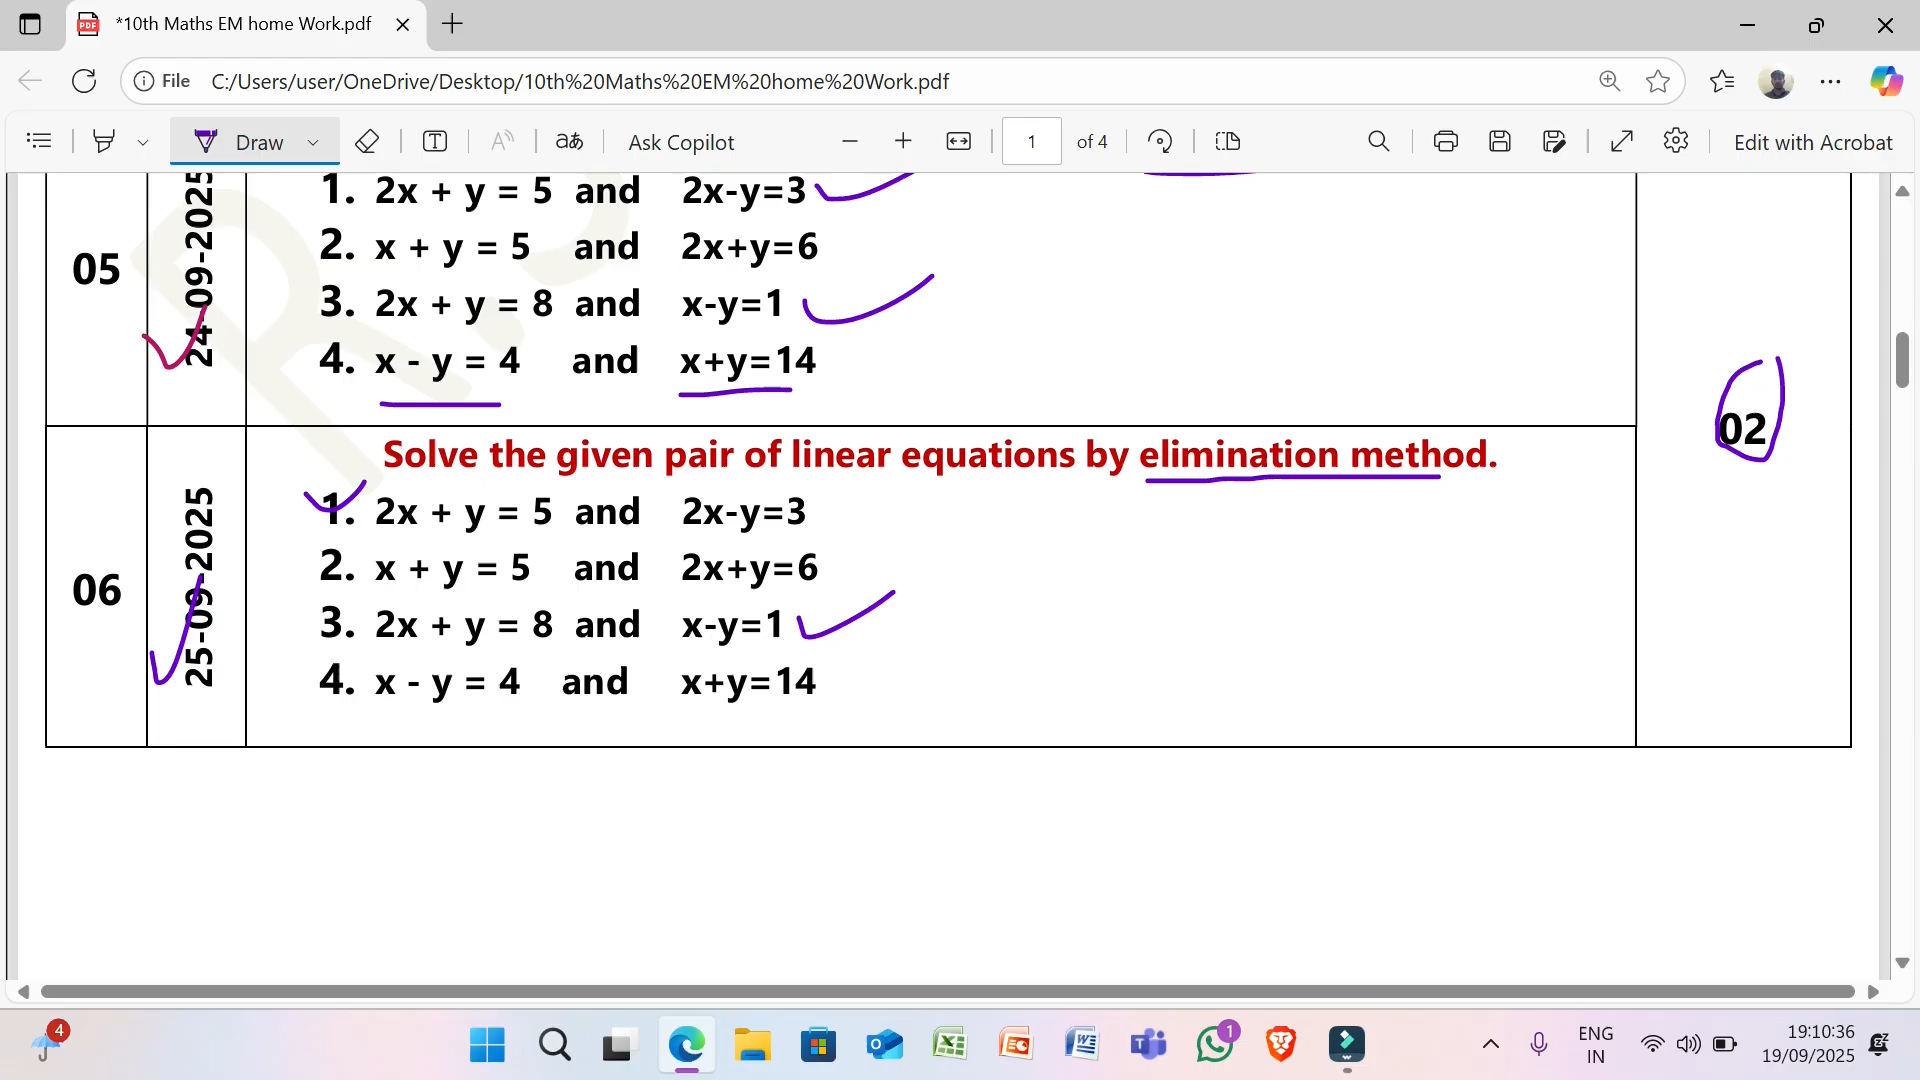 *10th Maths EM home Work.pdf
File C:/Users/user/OneDrive/Desktop/10th%20Maths%20EM%20home%20Work.pdf
Draw Ask Copilot 1 of 4 Edit with Acrobat
05
24-09-2025
1. 2x + y = 5 and 2x-y=3
2. x + y = 5 and 2x+y=6
3. 2x + y = 8 and x-y=1
4. x - y = 4 and x+y=14
02
06
25-09-2025
Solve the given pair of linear equations by elimination method.
1. 2x + y = 5 and 2x-y=3
2. x + y = 5 and 2x+y=6
3. 2x + y = 8 and x-y=1
4. x - y = 4 and x+y=14
4
1
ENG
IN
19:10:36
19/09/2025